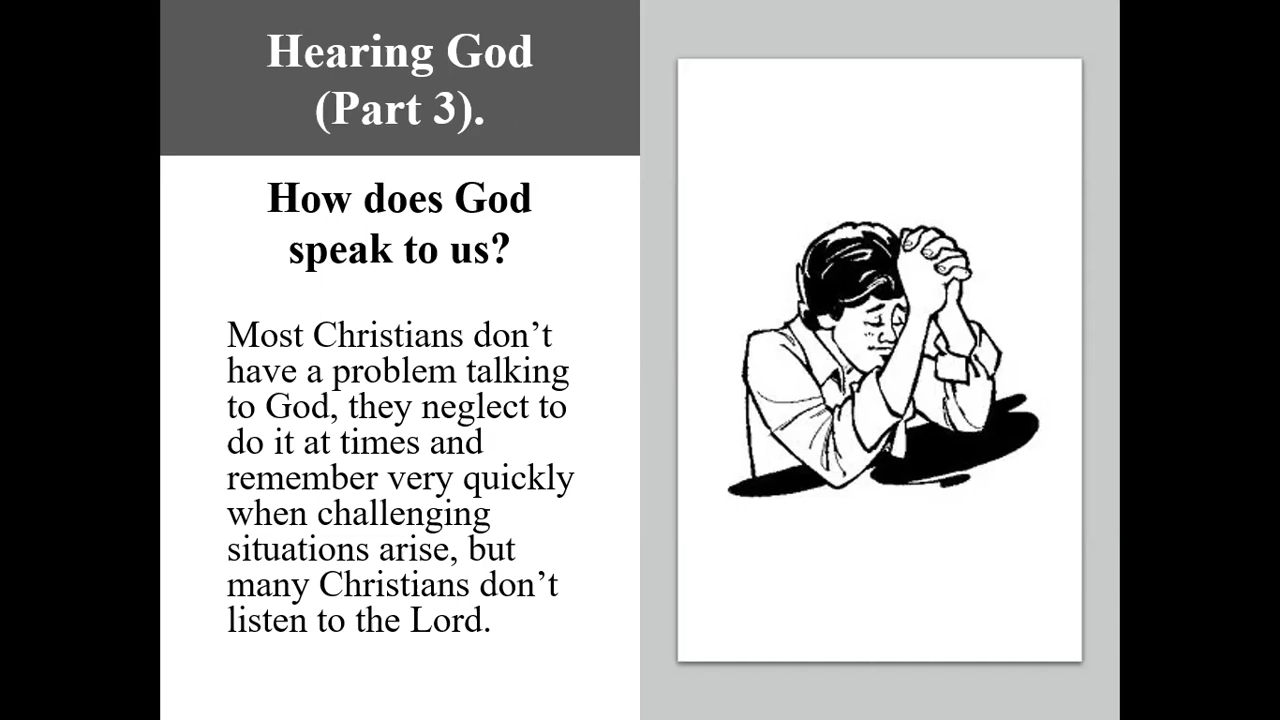 Hearing God
(Part 3).
How does God
speak to us?
Most Christians don’t
have a problem talking
to God, they neglect to
do it at times and
remember very quickly
when challenging
situations arise, but
many Christians don’t
listen to the Lord.